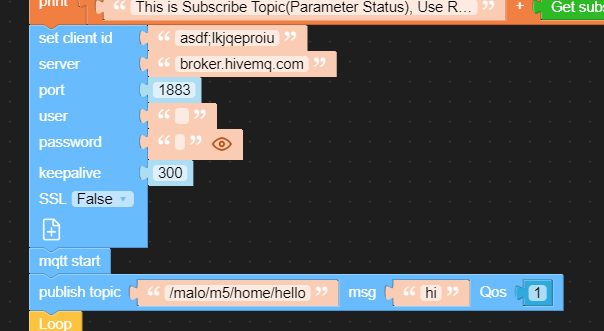 print “ This is Subscribe Topic(Parameter Status), Use R… ” + Get subs
set client id “ asdf;lkjqeproiu ”
server “ broker.hivemq.com ”
port 1883
user “ ”
password “ ”
keepalive 300
SSL False
mqtt start
publish topic “ /malo/m5/home/hello ” msg “ hi ” Qos 1
Loop